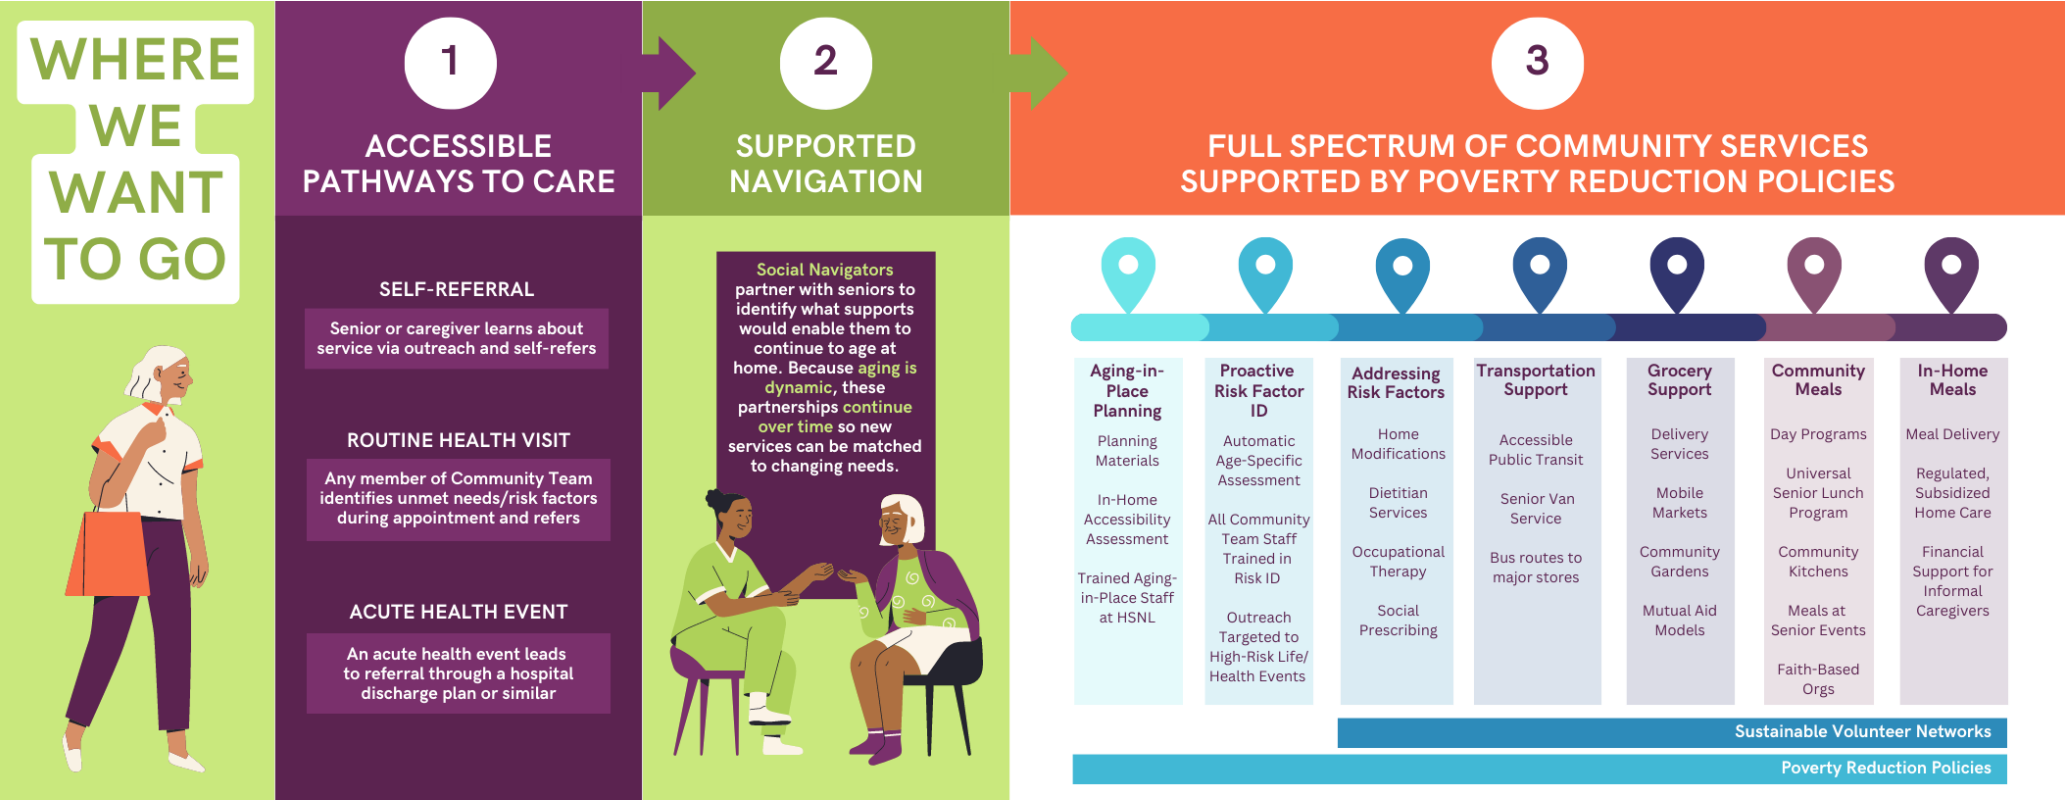 WHERE
WE
WANT
TO GO
1
ACCESSIBLE
PATHWAYS TO CARE
SELF-REFERRAL
Senior or caregiver learns about
service via outreach and self-refers
ROUTINE HEALTH VISIT
Any member of Community Team
identifies unmet needs/risk factors
during appointment and refers
ACUTE HEALTH EVENT
An acute health event leads
to referral through a hospital
discharge plan or similar
2
SUPPORTED
NAVIGATION
Social Navigators
partner with seniors to
identify what supports
would enable them to
continue to age at
home. Because aging is
dynamic, these
partnerships continue
over time so new
services can be matched
to changing needs.
3
FULL SPECTRUM OF COMMUNITY SERVICES
SUPPORTED BY POVERTY REDUCTION POLICIES
Aging-in-
Place
Planning
Planning
Materials
In-Home
Accessibility
Assessment
Trained Aging-
in-Place Staff
at HSNL
Proactive
Risk Factor
ID
Automatic
Age-Specific
Assessment
All Community
Team Staff
Trained in
Risk ID
Outreach
Targeted to
High-Risk Life/
Health Events
Addressing
Risk Factors
Home
Modifications
Dietitian
Services
Occupational
Therapy
Social
Prescribing
Transportation
Support
Accessible
Public Transit
Senior Van
Service
Bus routes to
major stores
Grocery
Support
Delivery
Services
Mobile
Markets
Community
Gardens
Mutual Aid
Models
Community
Meals
Day Programs
Universal
Senior Lunch
Program
Community
Kitchens
Meals at
Senior Events
Faith-Based
Orgs
In-Home
Meals
Meal Delivery
Regulated,
Subsidized
Home Care
Financial
Support for
Informal
Caregivers
Sustainable Volunteer Networks
Poverty Reduction Policies